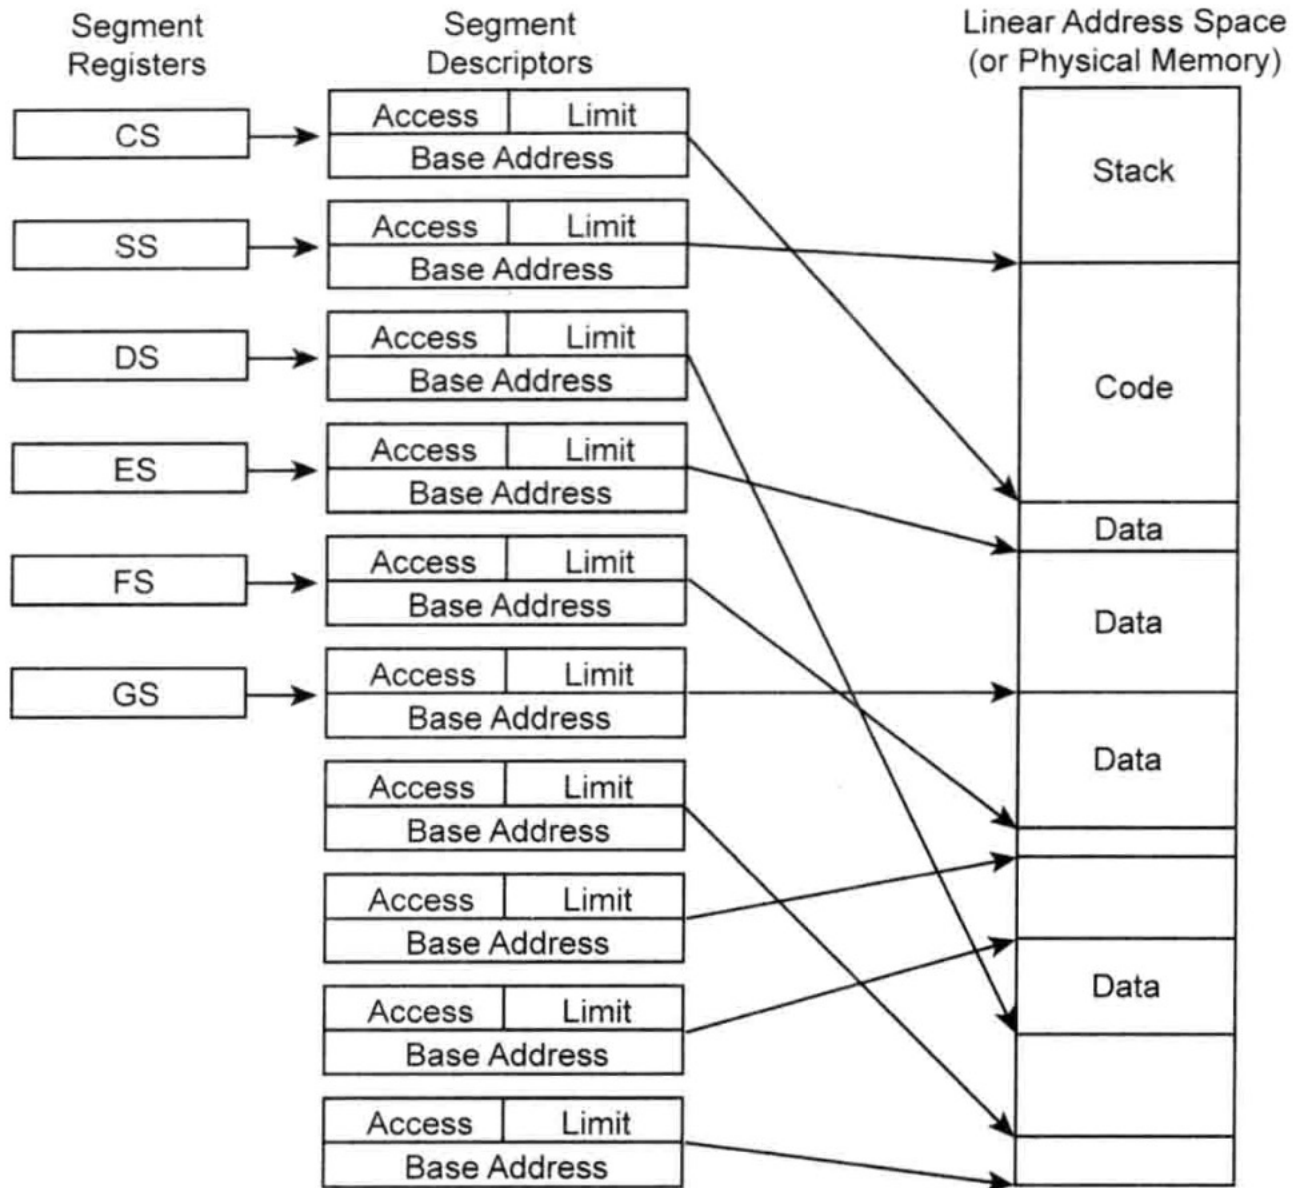 Segment
Registers
Segment
Descriptors
Linear Address Space
(or Physical Memory)
CS
Access Limit
Base Address
Stack
SS
Access Limit
Base Address
DS
Access Limit
Base Address
Code
ES
Access Limit
Base Address
Data
FS
Access Limit
Base Address
Data
GS
Access Limit
Base Address
Data
Access Limit
Base Address
Access Limit
Base Address
Access Limit
Base Address
Data
Access Limit
Base Address